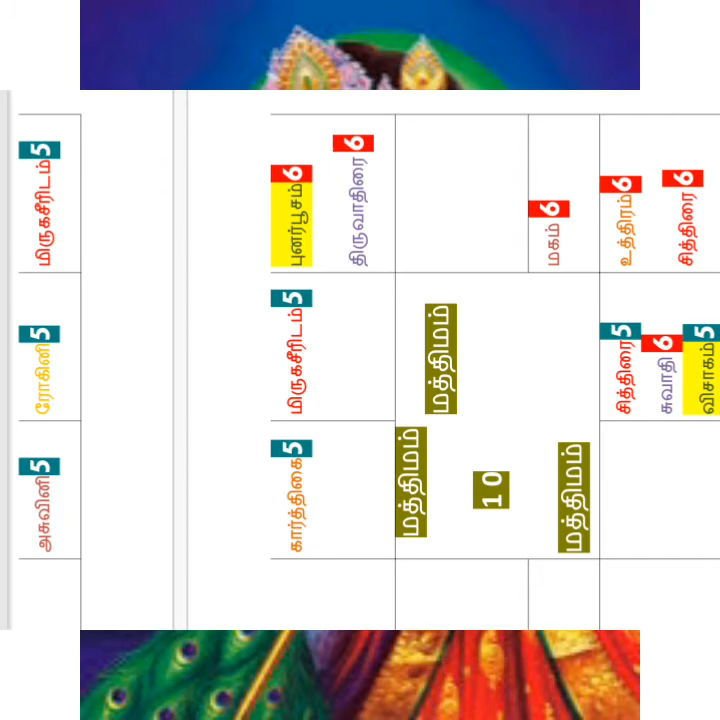 மிருகசீரிடம் 5
ரோகினி 5
அசுவினி 5
புனர்பூசம் 6
திருவாதிரை 6
மிருகசீரிடம் 5
கார்த்திகை 5
மத்திமம்
மத்திமம்
10
மகம் 6
மத்திமம்
உத்திரம் 6
சித்திரை 6
சித்திரை 5
சுவாதி 6
விசாகம் 5